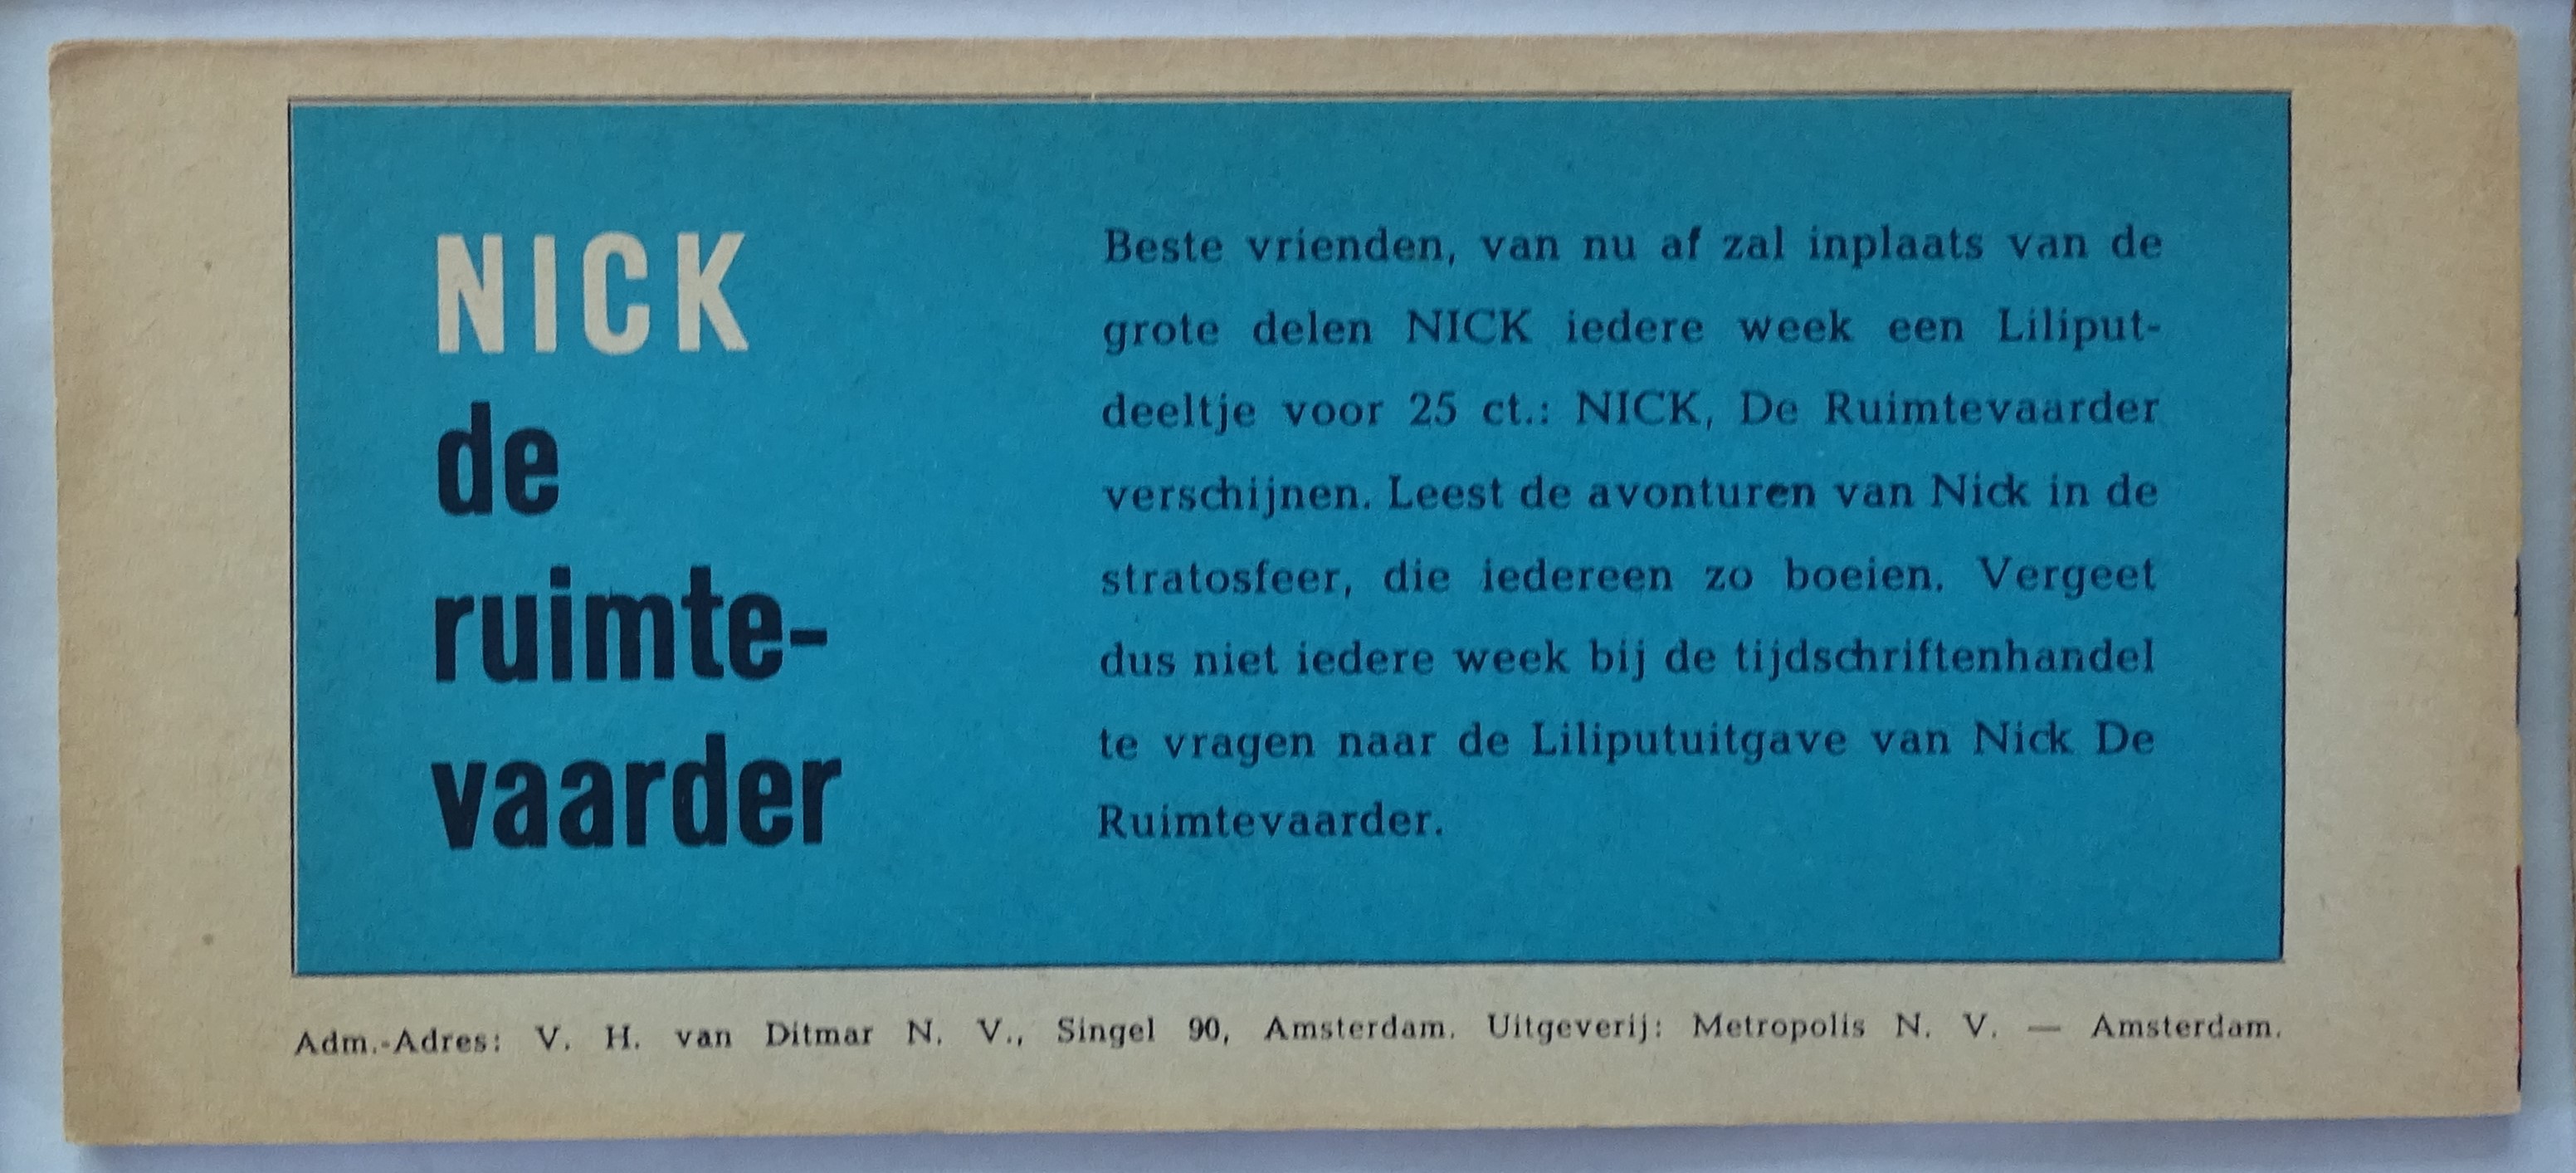 NICK
de
ruimte-
vaarder
Beste vrienden, van nu af zal inplaats van de
grote delen NICK iedere week een Liliput-
deeltje voor 25 ct.: NICK, De Ruimtevaarder
verschijnen. Leest de avonturen van Nick in de
stratosfeer, die iedereen zo boeien. Vergeet
dus niet iedere week bij de tijdschriftenhandel
te vragen naar de Liliputuitgave van Nick De
Ruimtevaarder.
Adm.-Adres: V. H. van Ditmar N. V., Singel 90, Amsterdam. Uitgeverij: Metropolis N. V. — Amsterdam.